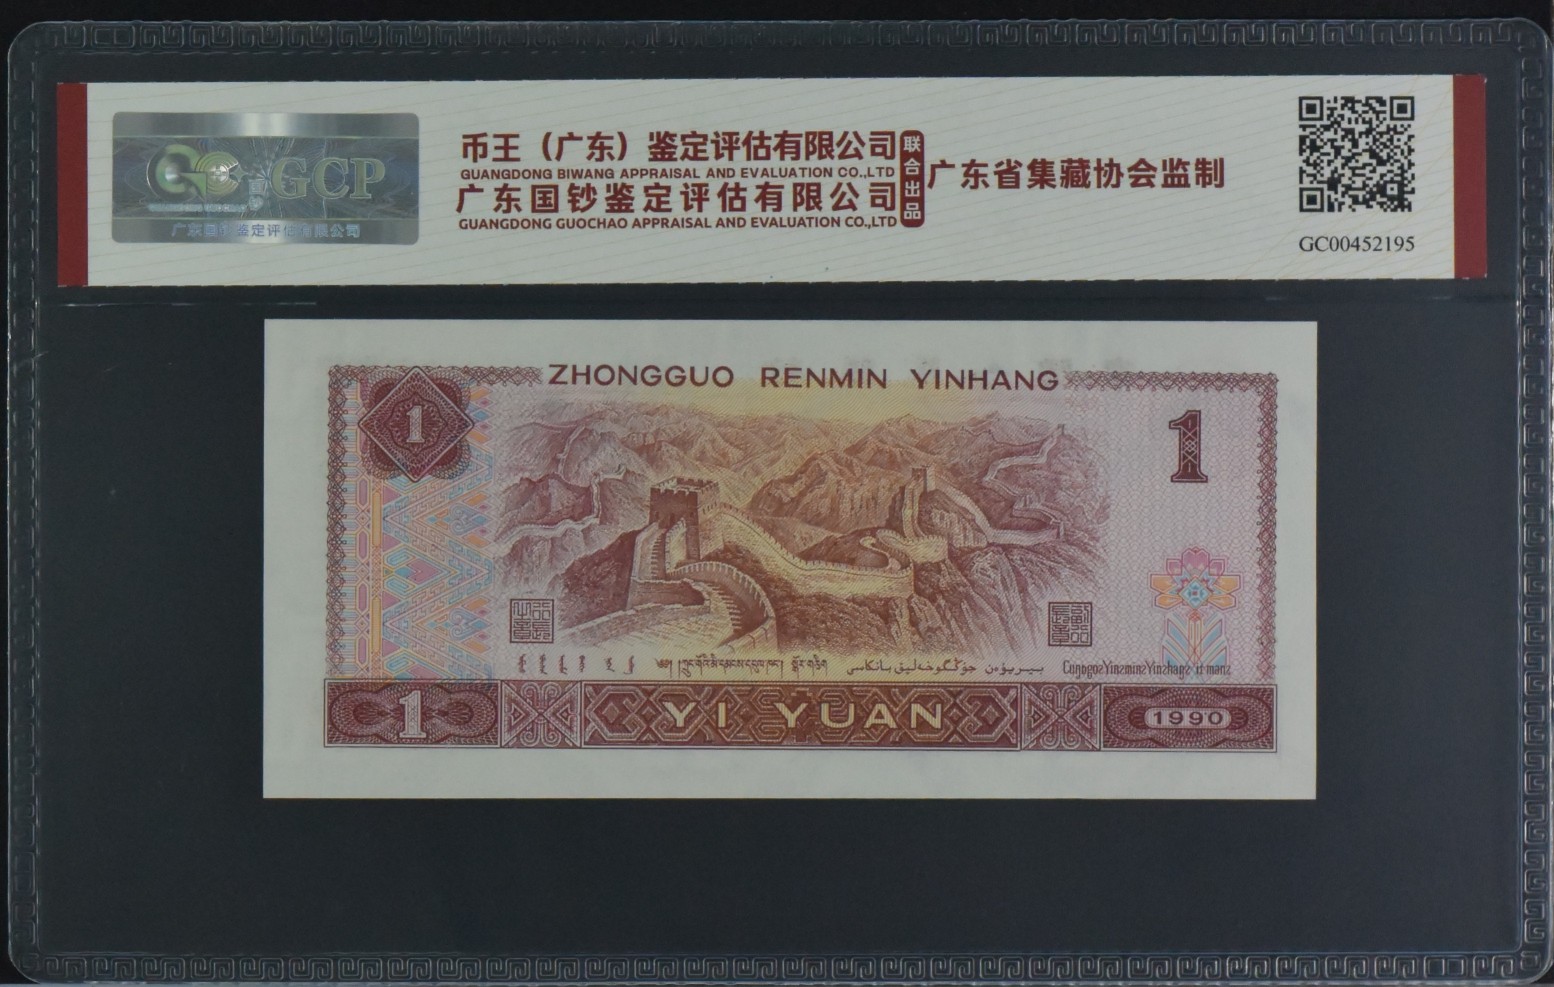 GCP
广东国钞鉴定评估有限公司
币王（广东）鉴定评估有限公司
GUANGDONG BIWANG APPRAISAL AND EVALUATION CO.,LTD
广东国钞鉴定评估有限公司
GUANGDONG GUOCHAO APPRAISAL AND EVALUATION CO.,LTD
联合出品
广东省集藏协会监制
GC00452195
ZHONGGUO RENMIN YINHANG
1
1
YI YUAN
1
1990